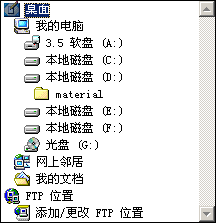 桌面
我的电脑
3.5 软盘 (A:)
本地磁盘 (C:)
本地磁盘 (D:)
material
本地磁盘 (E:)
本地磁盘 (F:)
光盘 (G:)
网上邻居
我的文档
FTP 位置
添加/更改 FTP 位置